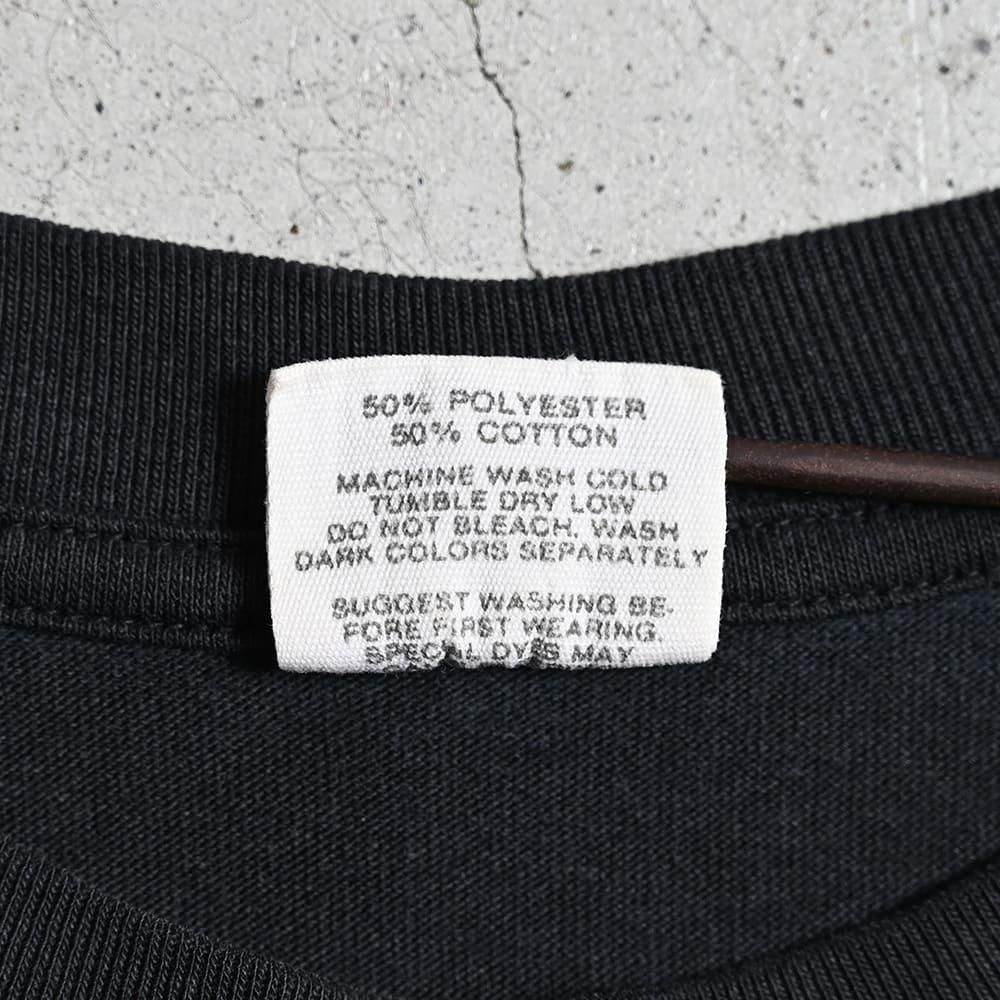 50% POLYESTER
50% COTTON
MACHINE WASH COLD
TUMBLE DRY LOW
DO NOT BLEACH. WASH
DARK COLORS SEPARATELY
SUGGEST WASHING BE-
FORE FIRST WEARING.
SPECIAL DYES MAY